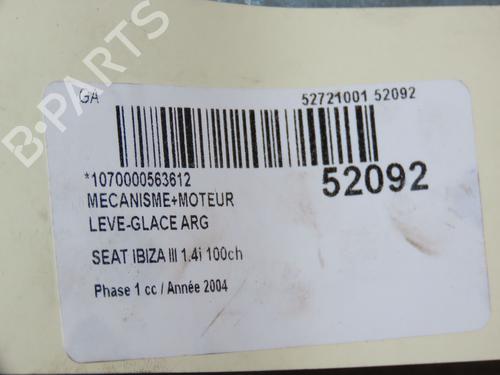 B-PARTS
GA
52721001 52092
*1070000563612
52092
MECANISME+MOTEUR
LEVE-GLACE ARG
SEAT IBIZA III 1.4i 100ch
Phase 1 cc / Année 2004